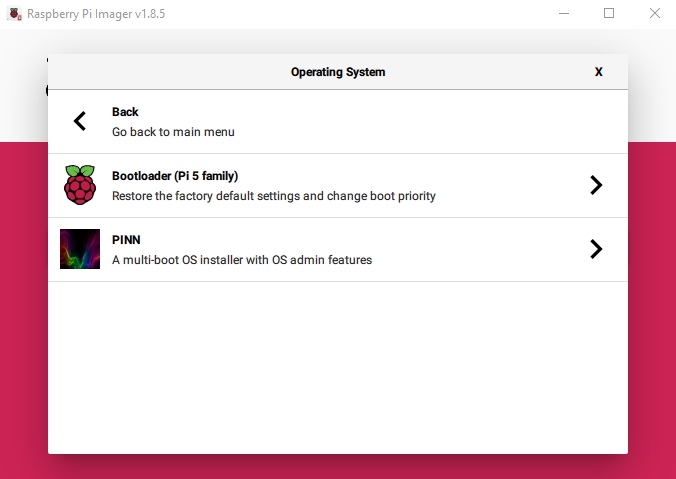 Raspberry Pi Imager v1.8.5
Operating System
X
Back
Go back to main menu
Bootloader (Pi 5 family)
Restore the factory default settings and change boot priority
PINN
A multi-boot OS installer with OS admin features